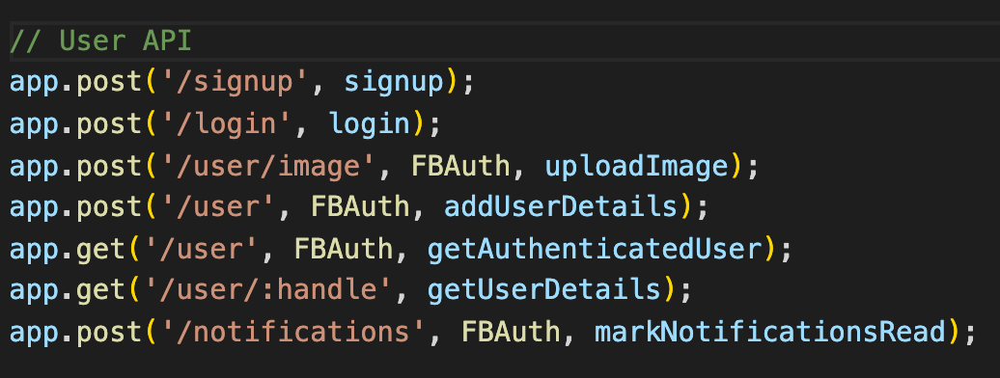 // User API
app.post('/signup', signup);
app.post('/login', login);
app.post('/user/image', FBAuth, uploadImage);
app.post('/user', FBAuth, addUserDetails);
app.get('/user', FBAuth, getAuthenticatedUser);
app.get('/user/:handle', getUserDetails);
app.post('/notifications', FBAuth, markNotificationsRead);